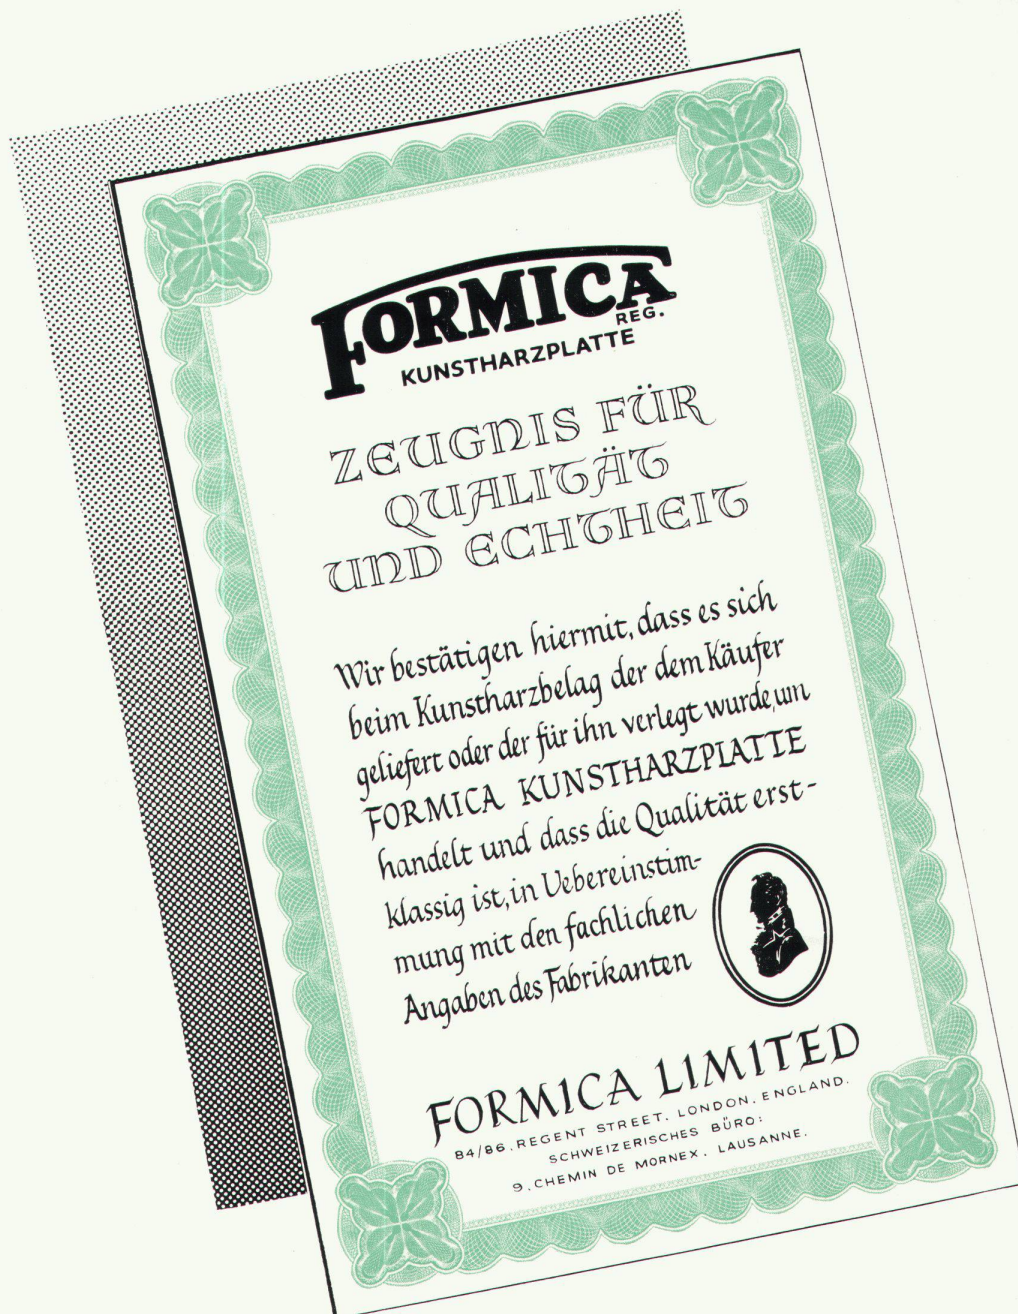 FORMICA
REG.
KUNSTHARZPLATTE
ZEUGNIS FÜR
QUALITÄT
UND ECHTHEIT
Wir bestätigen hiermit, dass es sich
beim Kunstharzbelag der dem Käufer
geliefert oder der für ihn verlegt wurde, um
FORMICA KUNSTHARZPLATTE
handelt und dass die Qualität erst-
klassig ist, in Uebereinstim-
mung mit den fachlichen
Angaben des Fabrikanten
FORMICA LIMITED
84/86, REGENT STREET, LONDON, ENGLAND.
SCHWEIZERISCHES BÜRO:
9, CHEMIN DE MORNEX, LAUSANNE.